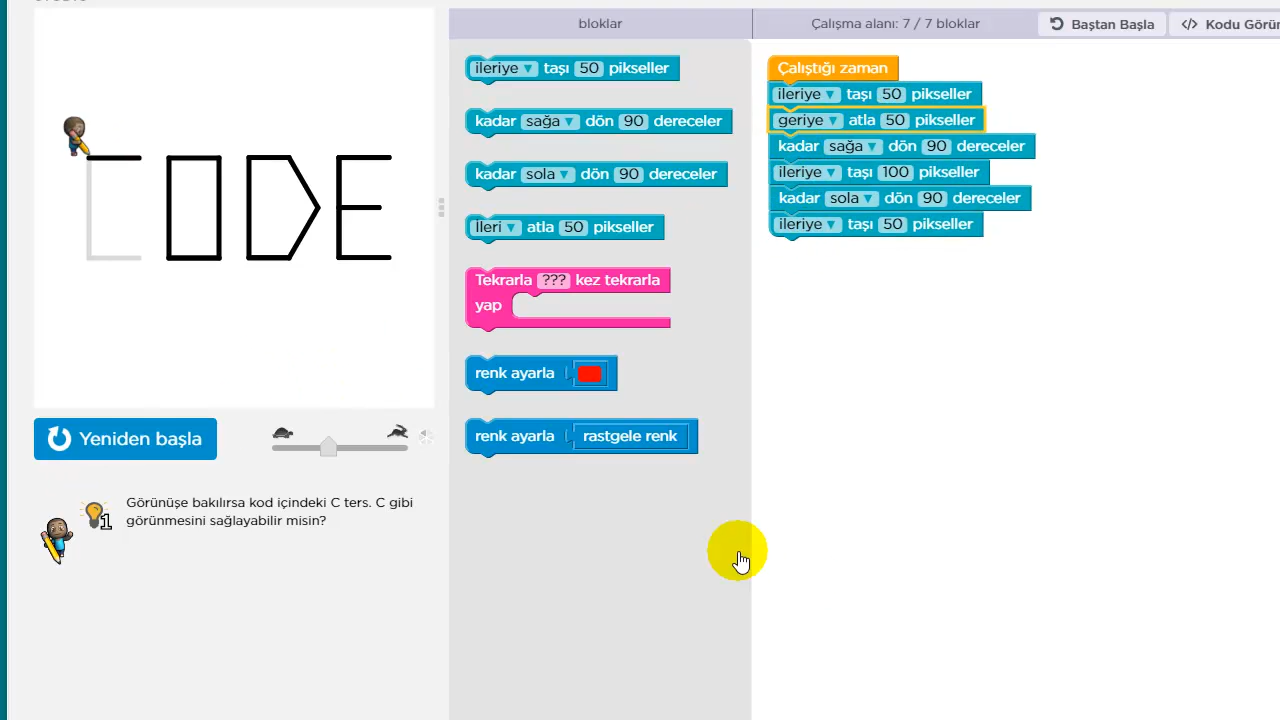 bloklar
Çalışma alanı: 7 / 7 bloklar
Baştan Başla
</> Kodu Görün
CODE
ileriye ▼ taşı 50 pikseller
kadar sağa ▼ dön 90 dereceler
kadar sola ▼ dön 90 dereceler
İleri ▼ atla 50 pikseller
Tekrarla ??? kez tekrarla
yap
renk ayarla
renk ayarla rastgele renk
Çalıştığı zaman
ileriye ▼ taşı 50 pikseller
geriye ▼ atla 50 pikseller
kadar sağa ▼ dön 90 dereceler
ileriye ▼ taşı 100 pikseller
kadar sola ▼ dön 90 dereceler
ileriye ▼ taşı 50 pikseller
Yeniden başla
1
Görünüşe bakılırsa kod içindeki C ters. C gibi
görünmesini sağlayabilir misin?